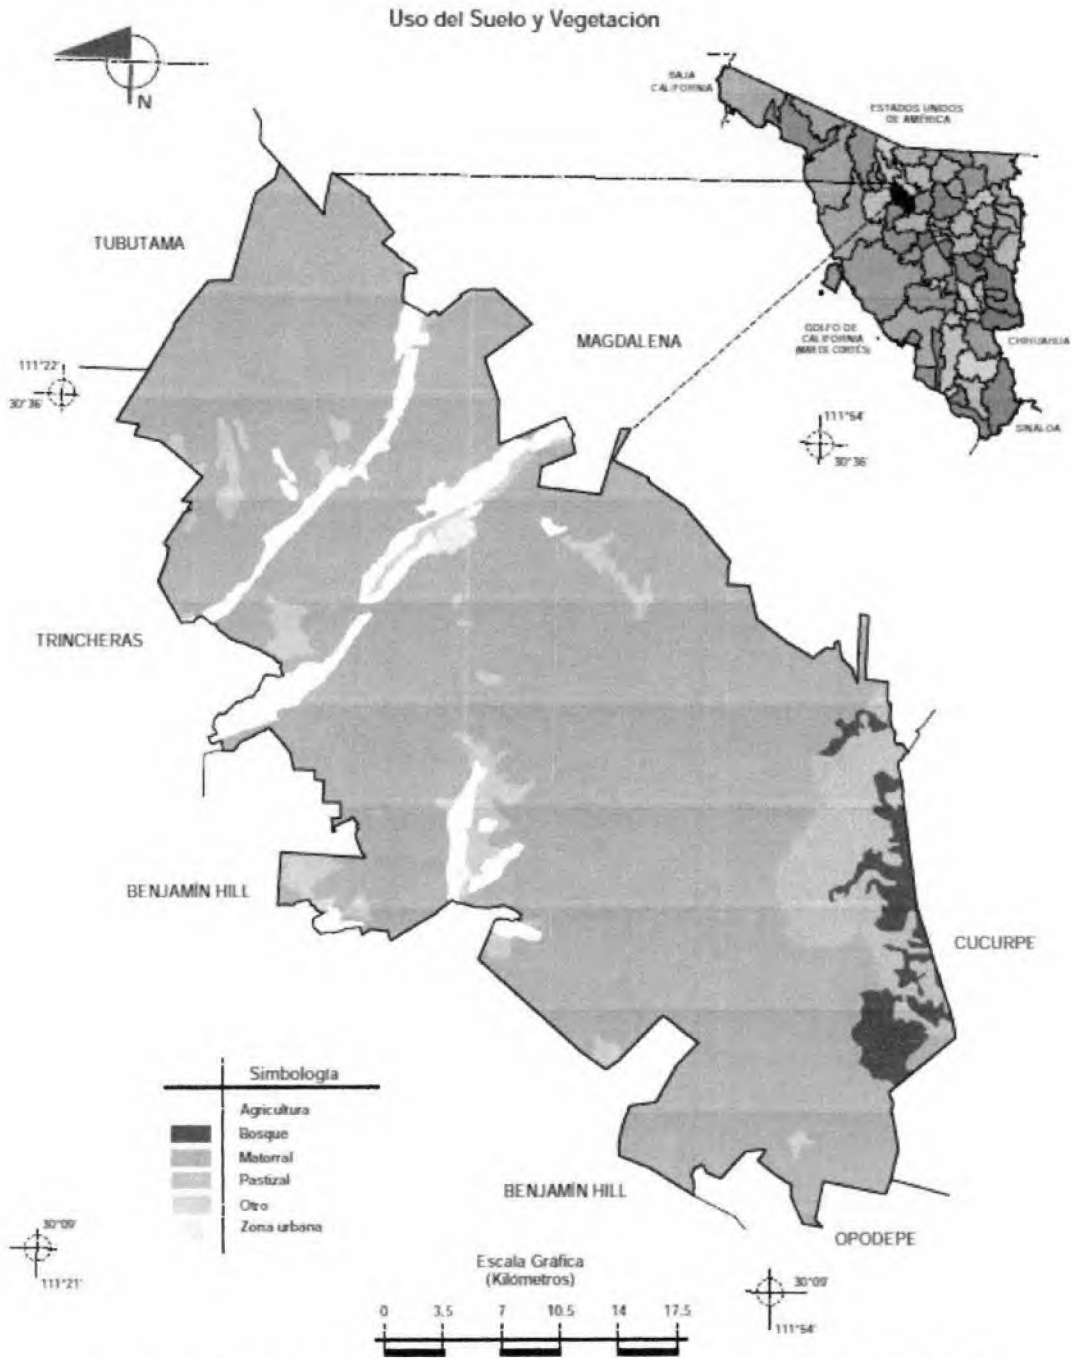 Uso del Suelo y Vegetación
N
BAJA
CALIFORNIA
ESTADOS UNIDOS
DE AMÉRICA
TUBUTAMA
MAGDALENA
GOLFO DE
CALIFORNIA
(MAR DE CORTÉS)
CHIHUAHUA
SINALOA
111°22'
30°36'
111°54'
30°36'
TRINCHERAS
BENJAMÍN HILL
CUCURPE
Simbología
Agricultura
Bosque
Matorral
Pastizal
Otro
Zona urbana
BENJAMÍN HILL
OPODEPE
30°09'
111°21'
Escala Gráfica
(Kilómetros)
0 3.5 7 10.5 14 17.5
30°09'
111°54'